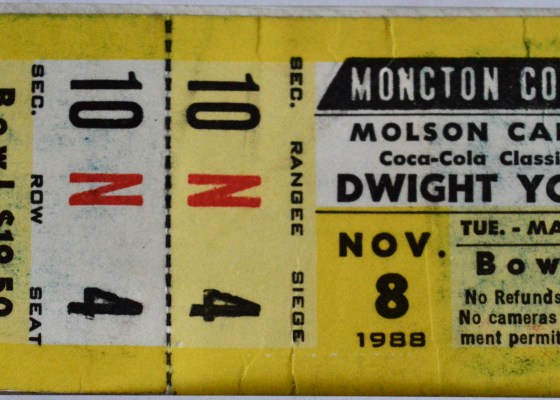 Bowl $18.50
SEC. ROW SEAT
10 N 4
10 N 4
SEC. RANGEE SIEGE
MONCTON CO
MOLSON CA
Coca-Cola Classi
DWIGHT YO
NOV.
8
1988
TUE. - MA
Bow
No Refunds
No cameras
ment permit